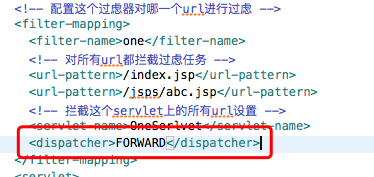 <!-- 配置这个过虑器对哪一个url进行过虑 -->
<filter-mapping>
<filter-name>one</filter-name>
<!-- 对所有url都拦截过虑任务 -->
<url-pattern>/index.jsp</url-pattern>
<url-pattern>/jsps/abc.jsp</url-pattern>
<!-- 拦截这个servlet上的所有url设置 -->
<servlet-name>OneSerlvet</servlet-name>
<dispatcher>FORWARD</dispatcher>
</filter-mapping>
<servlet>